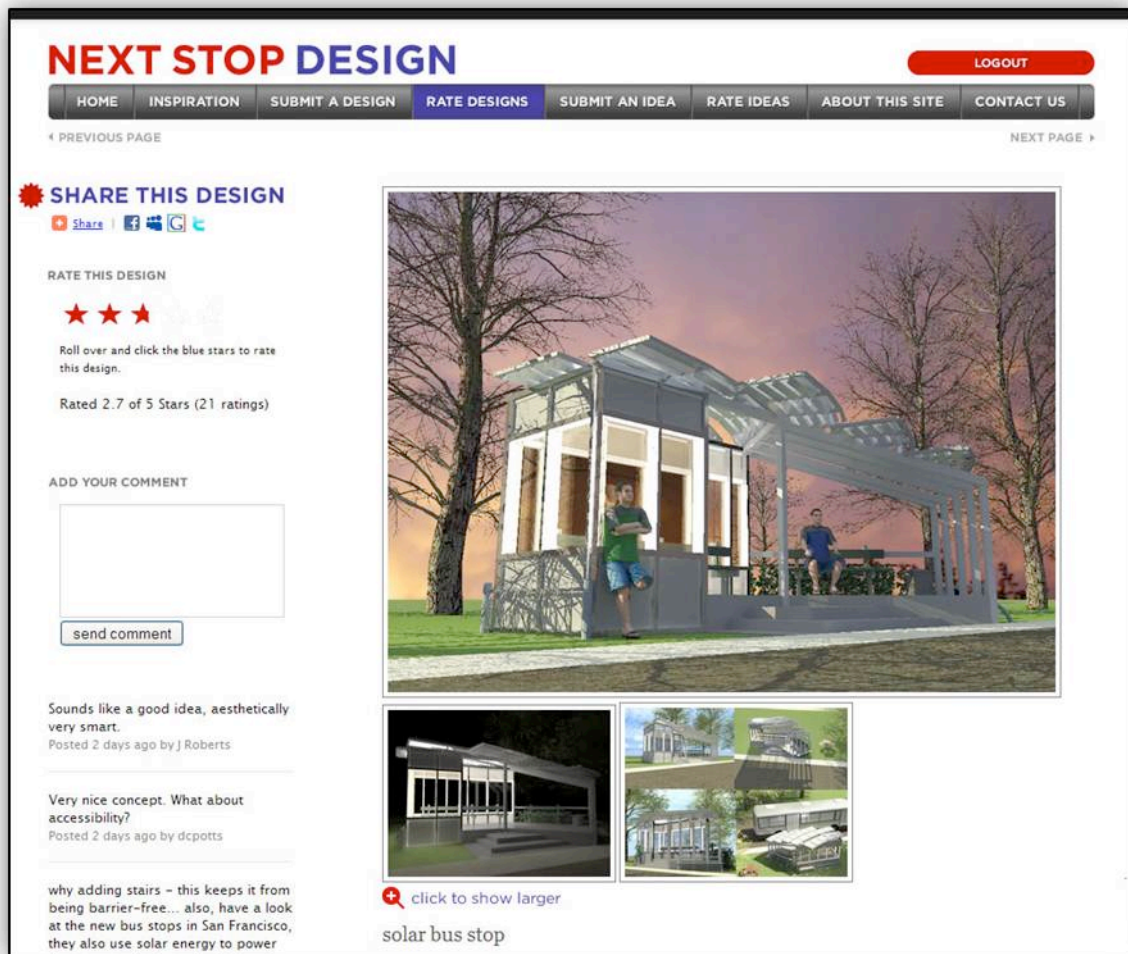 NEXT STOP DESIGN
LOGOUT
HOME
INSPIRATION
SUBMIT A DESIGN
RATE DESIGNS
SUBMIT AN IDEA
RATE IDEAS
ABOUT THIS SITE
CONTACT US
PREVIOUS PAGE
NEXT PAGE
SHARE THIS DESIGN
Share
RATE THIS DESIGN
Roll over and click the blue stars to rate
this design.
Rated 2.7 of 5 Stars (21 ratings)
ADD YOUR COMMENT
send comment
Sounds like a good idea, aesthetically
very smart.
Posted 2 days ago by J Roberts
Very nice concept. What about
accessibility?
Posted 2 days ago by dcpotts
why adding stairs – this keeps it from
being barrier-free... also, have a look
at the new bus stops in San Francisco,
they also use solar energy to power
click to show larger
solar bus stop